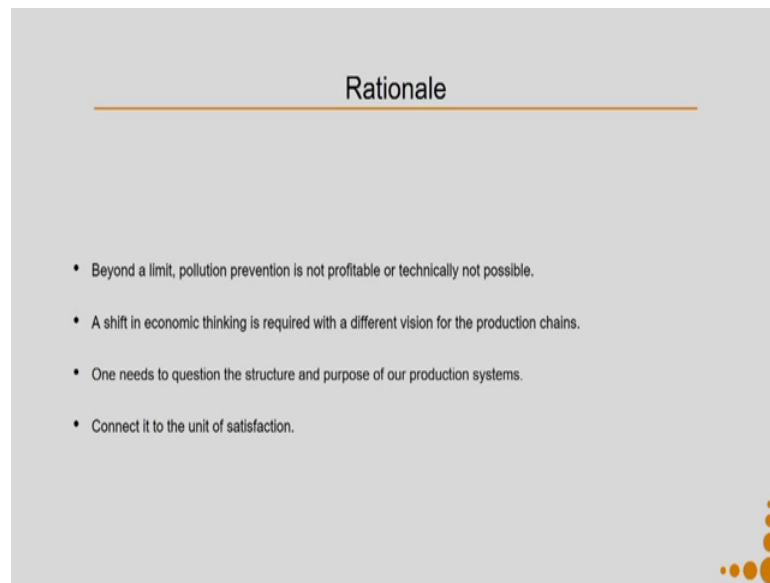 Rationale
• Beyond a limit, pollution prevention is not profitable or technically not possible.
• A shift in economic thinking is required with a different vision for the production chains.
• One needs to question the structure and purpose of our production systems.
• Connect it to the unit of satisfaction.